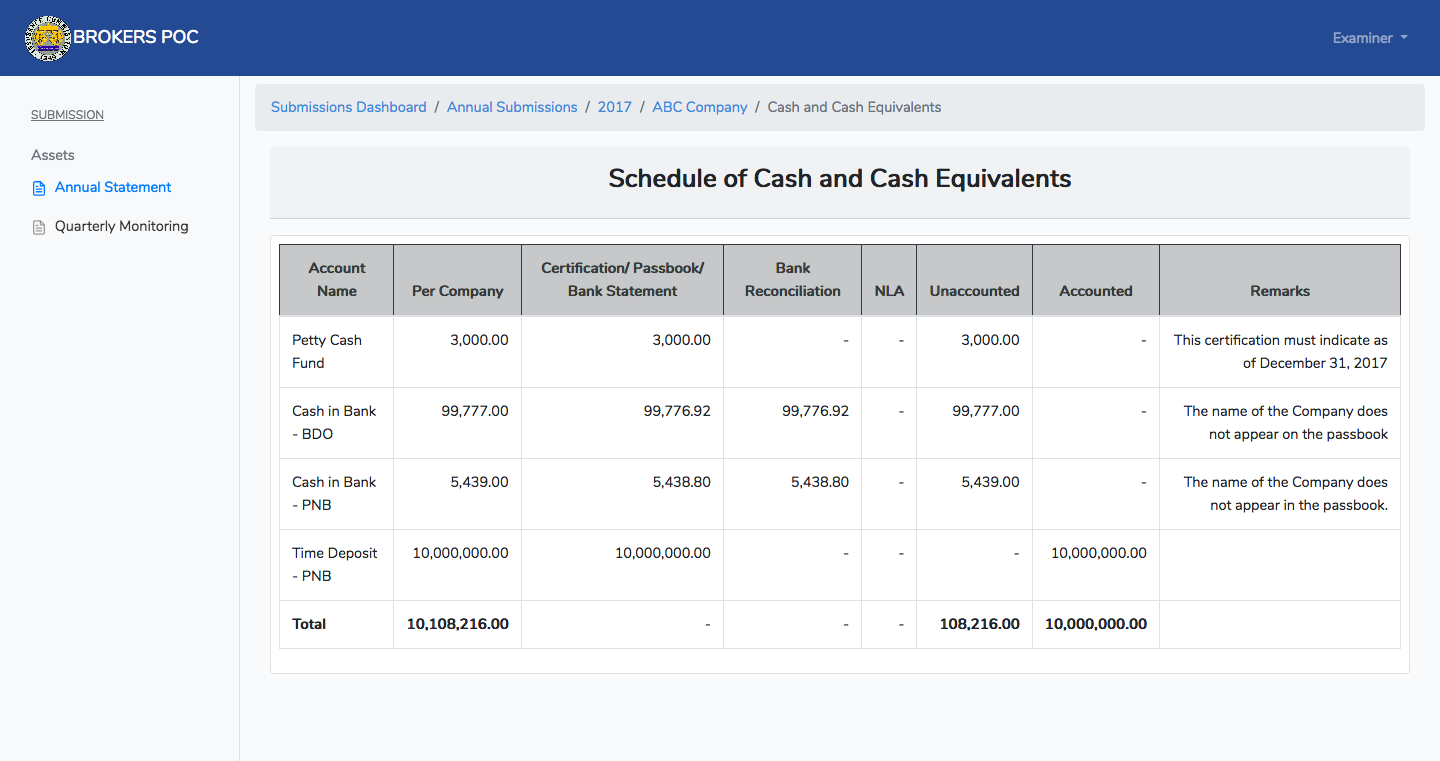 BROKERS POC
Examiner
SUBMISSION
Assets
Annual Statement
Quarterly Monitoring
Submissions Dashboard / Annual Submissions / 2017 / ABC Company / Cash and Cash Equivalents
Schedule of Cash and Cash Equivalents
Account Name Per Company Certification/ Passbook/ Bank Statement Bank Reconciliation NLA Unaccounted Accounted Remarks
Petty Cash Fund 3,000.00 3,000.00 - - 3,000.00 - This certification must indicate as of December 31, 2017
Cash in Bank - BDO 99,777.00 99,776.92 99,776.92 - 99,777.00 - The name of the Company does not appear on the passbook
Cash in Bank - PNB 5,439.00 5,438.80 5,438.80 - 5,439.00 - The name of the Company does not appear in the passbook.
Time Deposit - PNB 10,000,000.00 10,000,000.00 - - - 10,000,000.00
Total 10,108,216.00 - - - 108,216.00 10,000,000.00